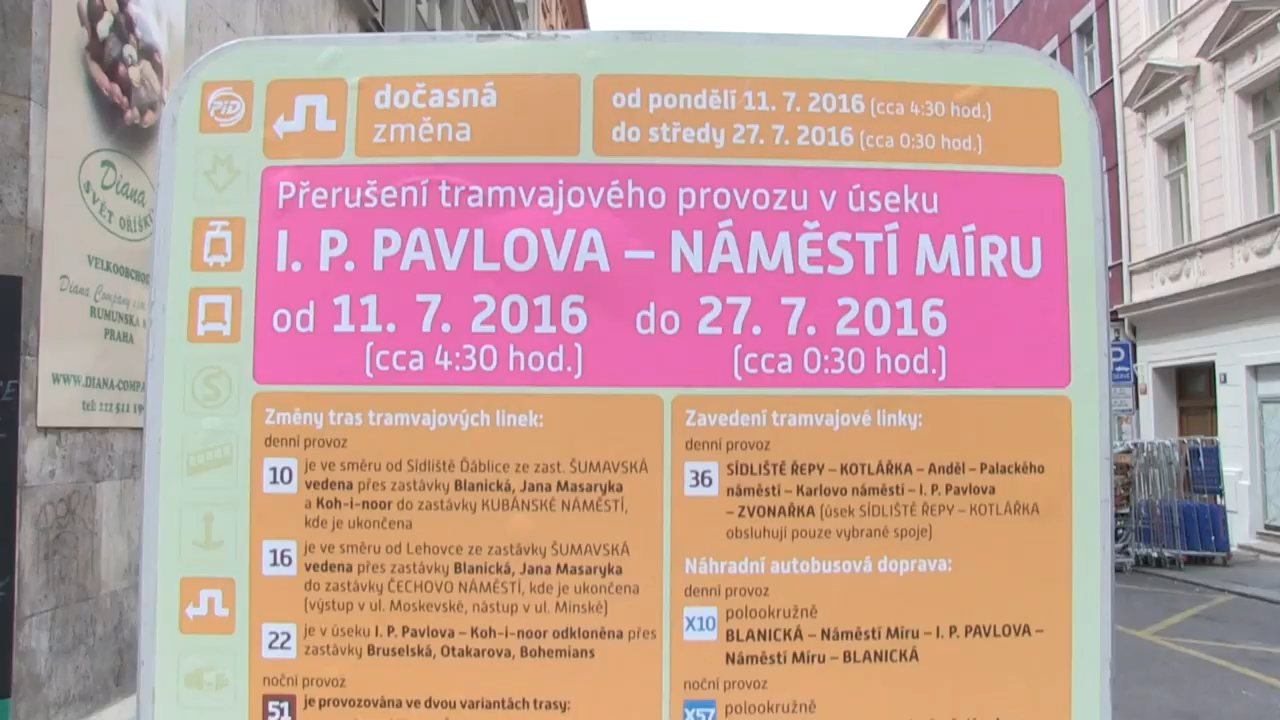 Diana
SVĚT OŘÍŠK
VELKOOBCHOD
Diana Company
RUMUNSKÁ
PRAHA
WWW.DIANA-COMPA
tel: 222 511 19
PID
dočasná
změna
od pondělí 11. 7. 2016 (cca 4:30 hod.)
do středy 27. 7. 2016 (cca 0:30 hod.)
Přerušení tramvajového provozu v úseku
I. P. PAVLOVA – NÁMĚSTÍ MÍRU
od 11. 7. 2016 do 27. 7. 2016
(cca 4:30 hod.) (cca 0:30 hod.)
S
Změny tras tramvajových linek:
denní provoz
10 je ve směru od Sídliště Ďáblice ze zast. ŠUMAVSKÁ
vedena přes zastávky Blanická, Jana Masaryka
a Koh-i-noor do zastávky KUBÁNSKÉ NÁMĚSTÍ,
kde je ukončena
16 je ve směru od Lehovce ze zastávky ŠUMAVSKÁ
vedena přes zastávky Blanická, Jana Masaryka
do zastávky ČECHOVO NÁMĚSTÍ, kde je ukončena
(výstup v ul. Moskevské, nástup v ul. Minské)
22 je v úseku I. P. Pavlova – Koh-i-noor odkloněna přes
zastávky Bruselská, Otakarova, Bohemians
noční provoz
51 je provozována ve dvou variantách trasy:
Zavedení tramvajové linky:
denní provoz
36 SÍDLIŠTĚ ŘEPY – KOTLÁŘKA – Anděl – Palackého
náměstí – Karlovo náměstí – I. P. Pavlova
– ZVONAŘKA (úsek SÍDLIŠTĚ ŘEPY – KOTLÁŘKA
obsluhují pouze vybrané spoje)
Náhradní autobusová doprava:
denní provoz
X10 polookružně
BLANICKÁ – Náměstí Míru – I. P. PAVLOVA –
Náměstí Míru – BLANICKÁ
noční provoz
X57 polookružně
P